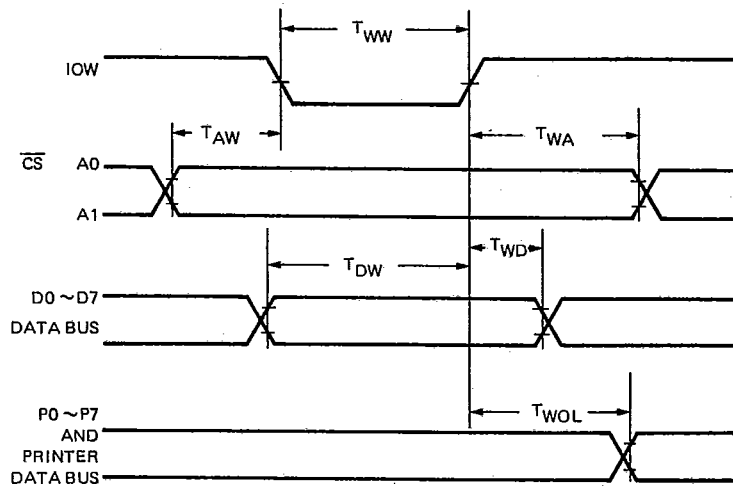 T_WW
IOW
T_AW
T_WA
CS A0
A1
T_WD
T_DW
D0 ~ D7
DATA BUS
P0 ~ P7
T_WOL
AND
PRINTER
DATA BUS